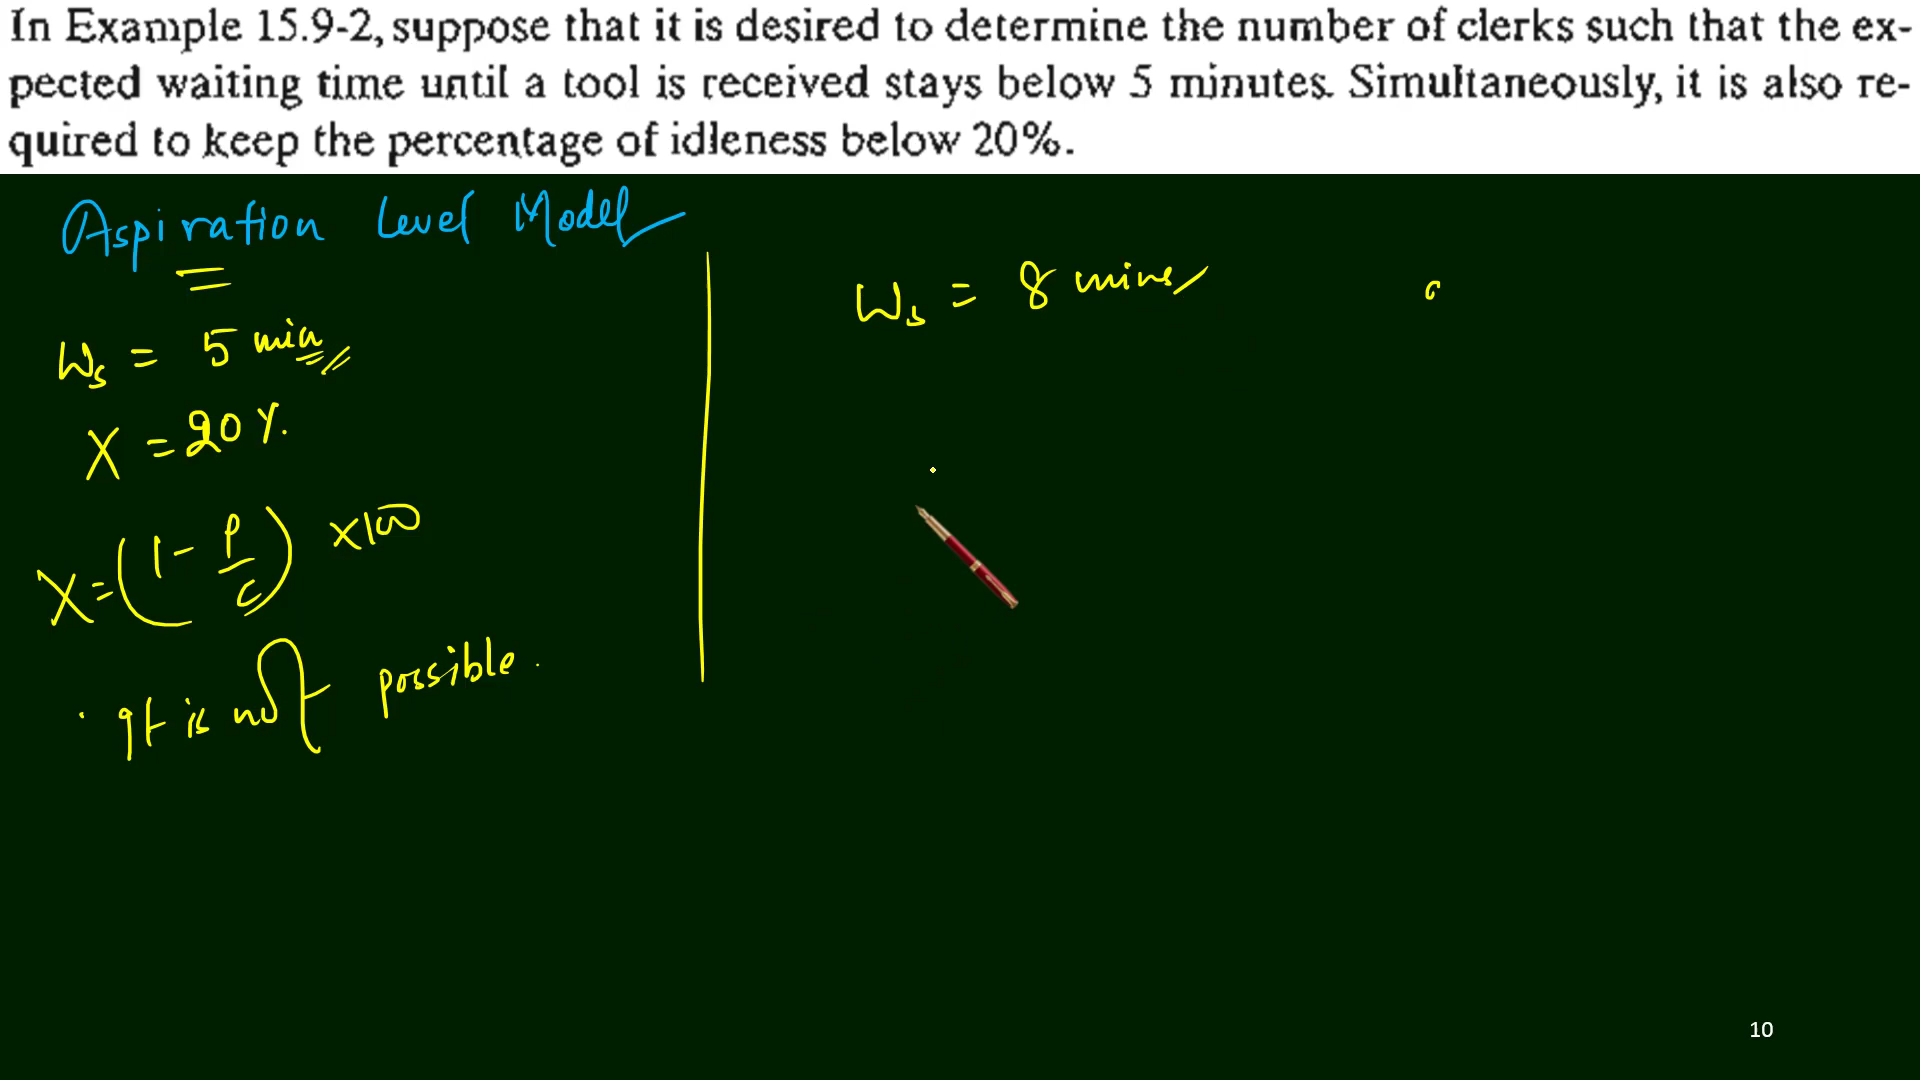 In Example 15.9-2, suppose that it is desired to determine the number of clerks such that the ex-
pected waiting time until a tool is received stays below 5 minutes. Simultaneously, it is also re-
quired to keep the percentage of idleness below 20%.
Aspiration Level Model
Ws = 5 min
X = 20 %.
X = (1 - ρ/c) × 100
It is not possible.
Ws = 8 mins
10